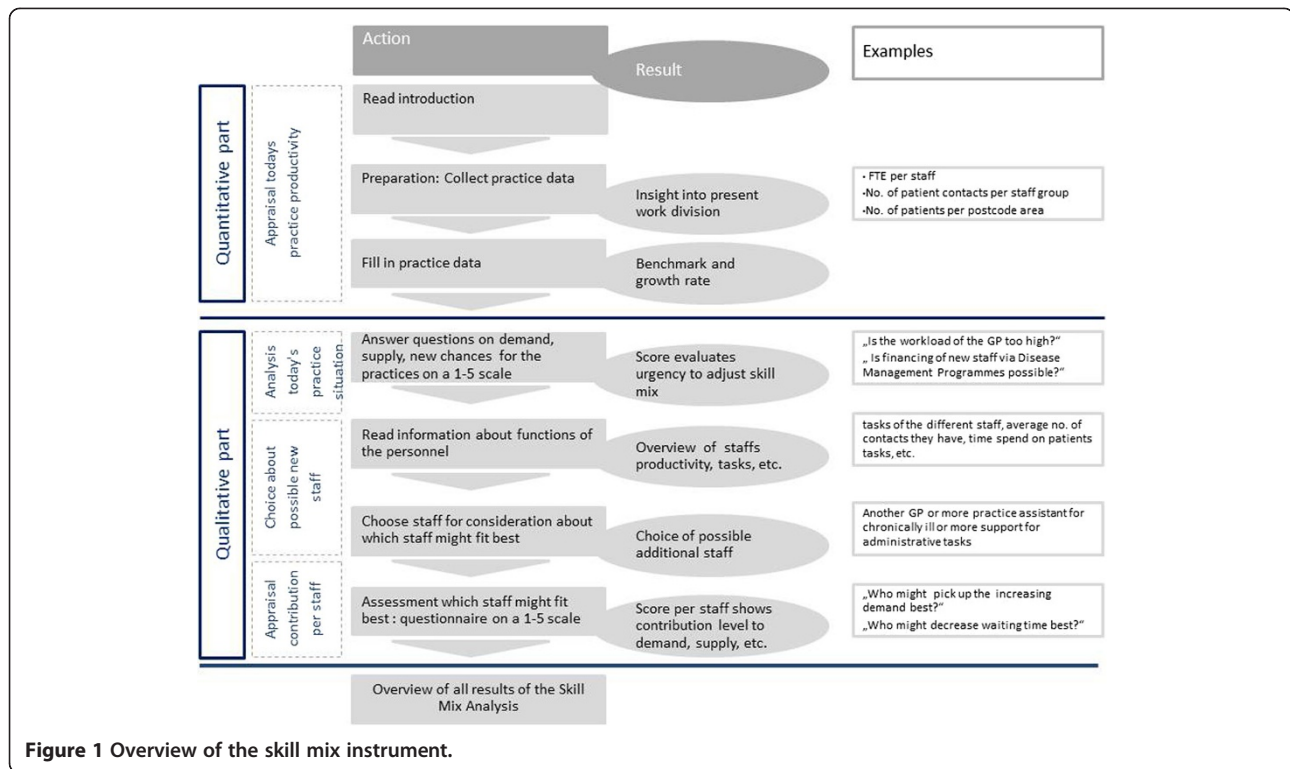 Action
Result
Examples
Quantitative part
Appraisal todays
practice productivity
Read introduction
Preparation: Collect practice data
Insight into present
work division
• FTE per staff
•No. of patient contacts per staff group
•No. of patients per postcode area
Fill in practice data
Benchmark and
growth rate
Qualitative part
Analysis
today's
practice
situation
Answer questions on demand,
supply, new chances for the
practices on a 1-5 scale
Score evaluates
urgency to adjust skill
mix
„Is the workload of the GP too high?"
„ Is financing of new staff via Disease
Management Programmes possible?"
Choice about
possible new
staff
Read information about functions of
the personnel
Overview of staffs
productivity, tasks, etc.
tasks of the different staff, average no. of
contacts they have, time spend on patients
tasks, etc.
Choose staff for consideration about
which staff might fit best
Choice of possible
additional staff
Another GP or more practice assistant for
chronically ill or more support for
administrative tasks
Appraisal
contribution
per staff
Assessment which staff might fit
best : questionnaire on a 1-5 scale
Score per staff shows
contribution level to
demand, supply, etc.
„Who might pick up the increasing
demand best?"
„Who might decrease waiting time best?"
Overview of all results of the Skill
Mix Analysis
Figure 1 Overview of the skill mix instrument.